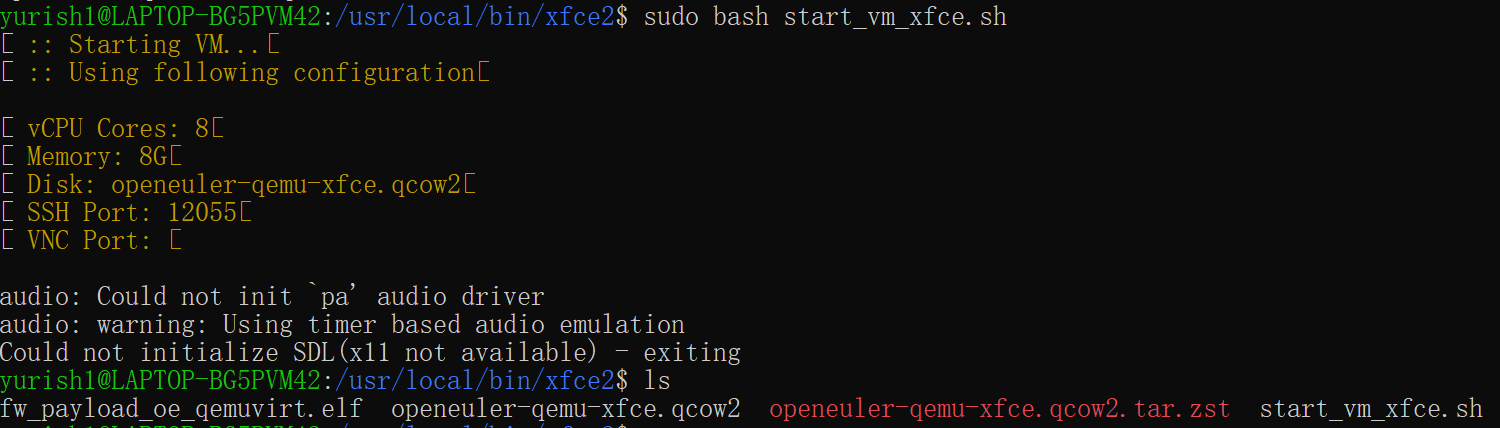 yurish1@LAPTOP-BG5PVM42:/usr/local/bin/xfce2$ sudo bash start_vm_xfce.sh
[ :: Starting VM...[
[ :: Using following configuration[
[ vCPU Cores: 8[
[ Memory: 8G[
[ Disk: openeuler-qemu-xfce.qcow2[
[ SSH Port: 12055[
[ VNC Port: [
audio: Could not init `pa' audio driver
audio: warning: Using timer based audio emulation
Could not initialize SDL(x11 not available) - exiting
yurish1@LAPTOP-BG5PVM42:/usr/local/bin/xfce2$ ls
fw_payload_oe_qemuvirt.elf  openeuler-qemu-xfce.qcow2  openeuler-qemu-xfce.qcow2.tar.zst  start_vm_xfce.sh